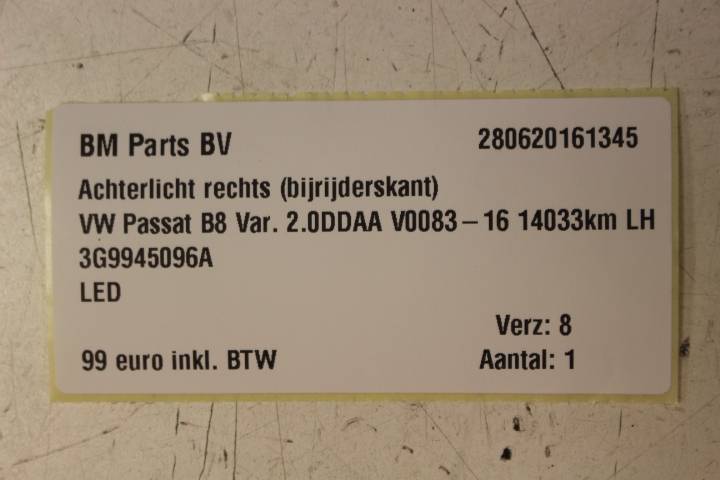 BM Parts BV 280620161345
Achterlicht rechts (bijrijderskant)
VW Passat B8 Var. 2.0DDAA V0083-16 14033km LH
3G9945096A
LED
Verz: 8
99 euro inkl. BTW Aantal: 1